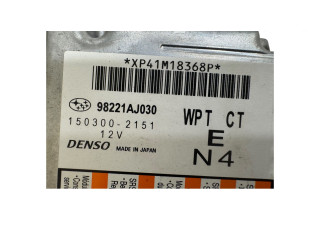 *XP41M18368P*
98221AJ030
WPT CT
150300-2151
E
12V
DENSO MADE IN JAPAN
N4